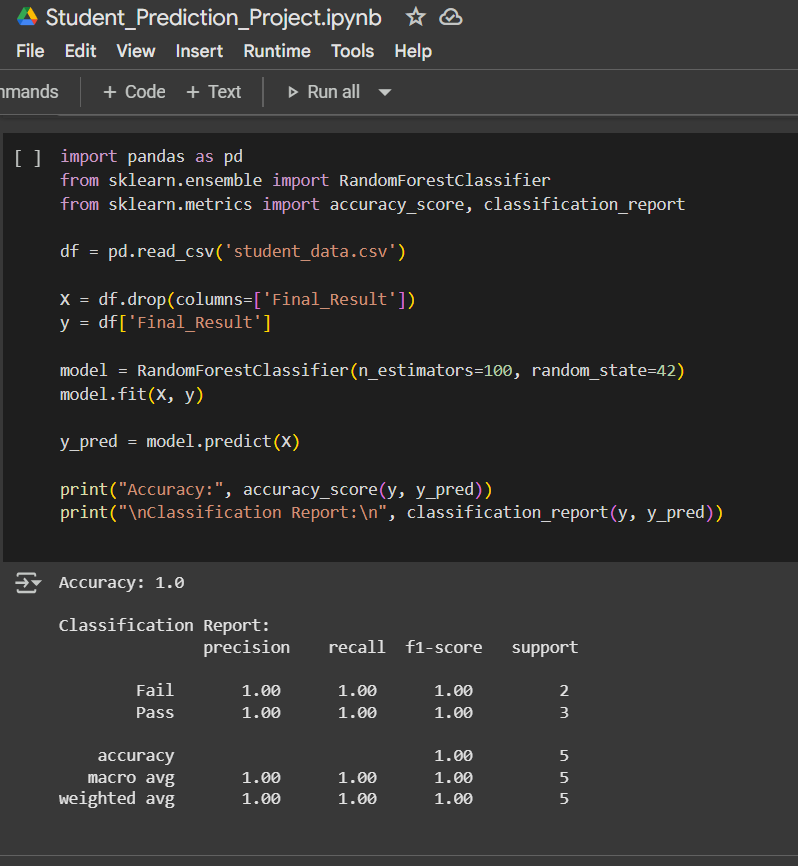 Student_Prediction_Project.ipynb
File Edit View Insert Runtime Tools Help
mmands + Code + Text Run all
[ ]
import pandas as pd
from sklearn.ensemble import RandomForestClassifier
from sklearn.metrics import accuracy_score, classification_report
df = pd.read_csv('student_data.csv')
X = df.drop(columns=['Final_Result'])
y = df['Final_Result']
model = RandomForestClassifier(n_estimators=100, random_state=42)
model.fit(X, y)
y_pred = model.predict(X)
print("Accuracy:", accuracy_score(y, y_pred))
print("\nClassification Report:\n", classification_report(y, y_pred))
Accuracy: 1.0
Classification Report:
precision recall f1-score support
Fail 1.00 1.00 1.00 2
Pass 1.00 1.00 1.00 3
accuracy 1.00 5
macro avg 1.00 1.00 1.00 5
weighted avg 1.00 1.00 1.00 5